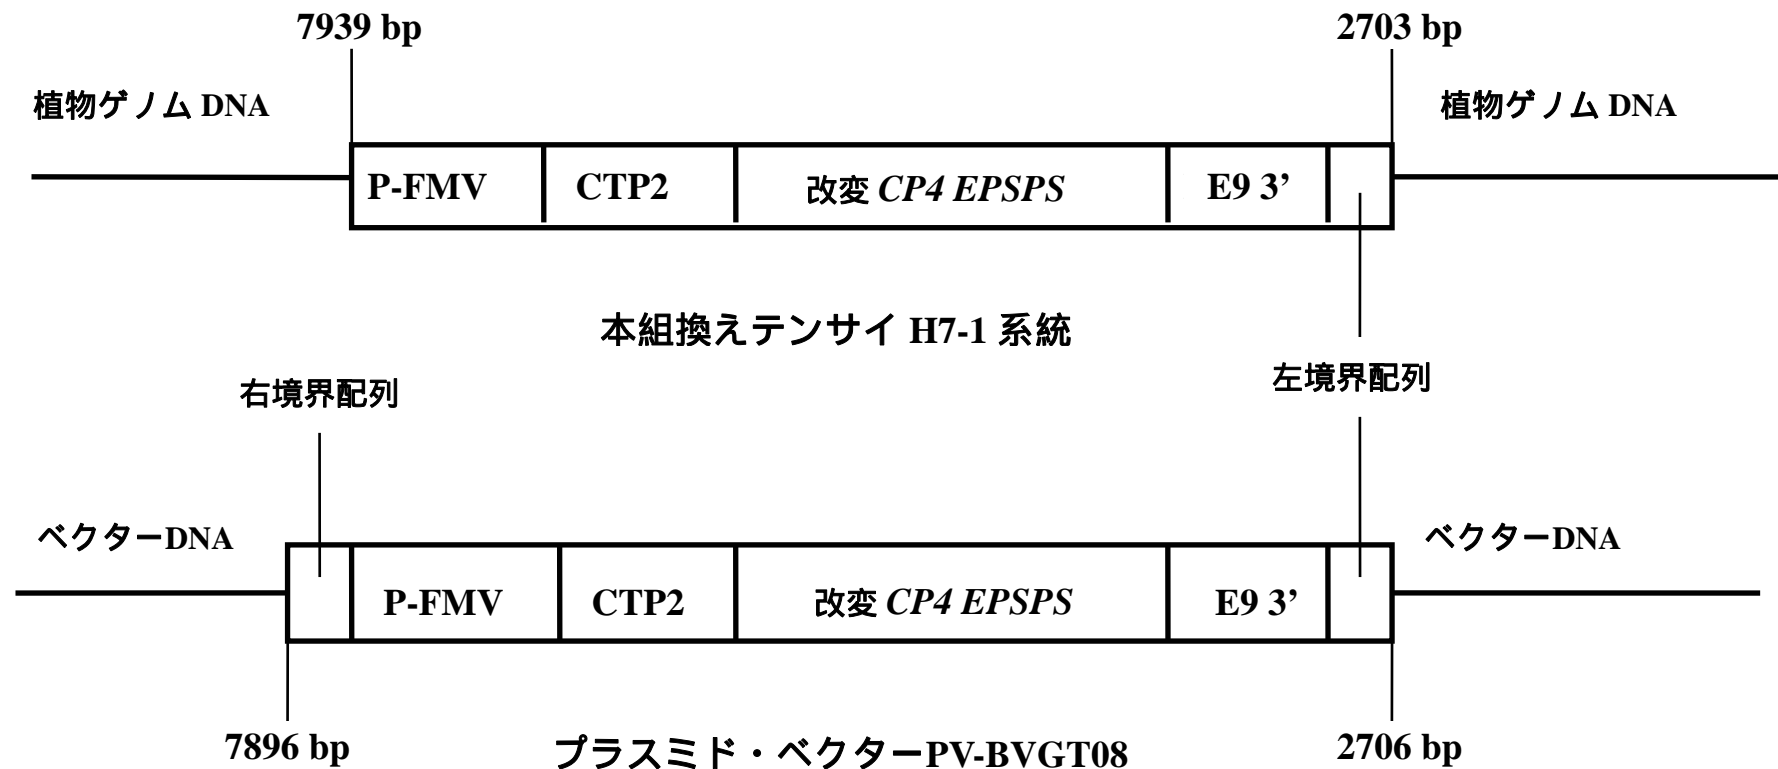 7939 bp
2703 bp
植物ゲノム DNA
植物ゲノム DNA
P-FMV
CTP2
改変 CP4 EPSPS
E9 3’
本組換えテンサイ H7-1 系統
右境界配列
左境界配列
ベクターDNA
ベクターDNA
P-FMV
CTP2
改変 CP4 EPSPS
E9 3’
7896 bp
プラスミド・ベクターPV-BVGT08
2706 bp